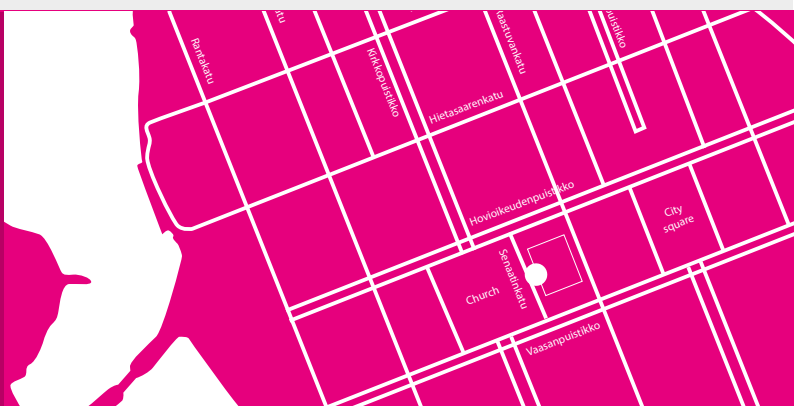 Rantakatu
Kirkkopuistikko
Hietasaarenkatu
Hovioikeudenpuistikko
City
square
Senaatinkatu
Church
Vaasanpuistikko